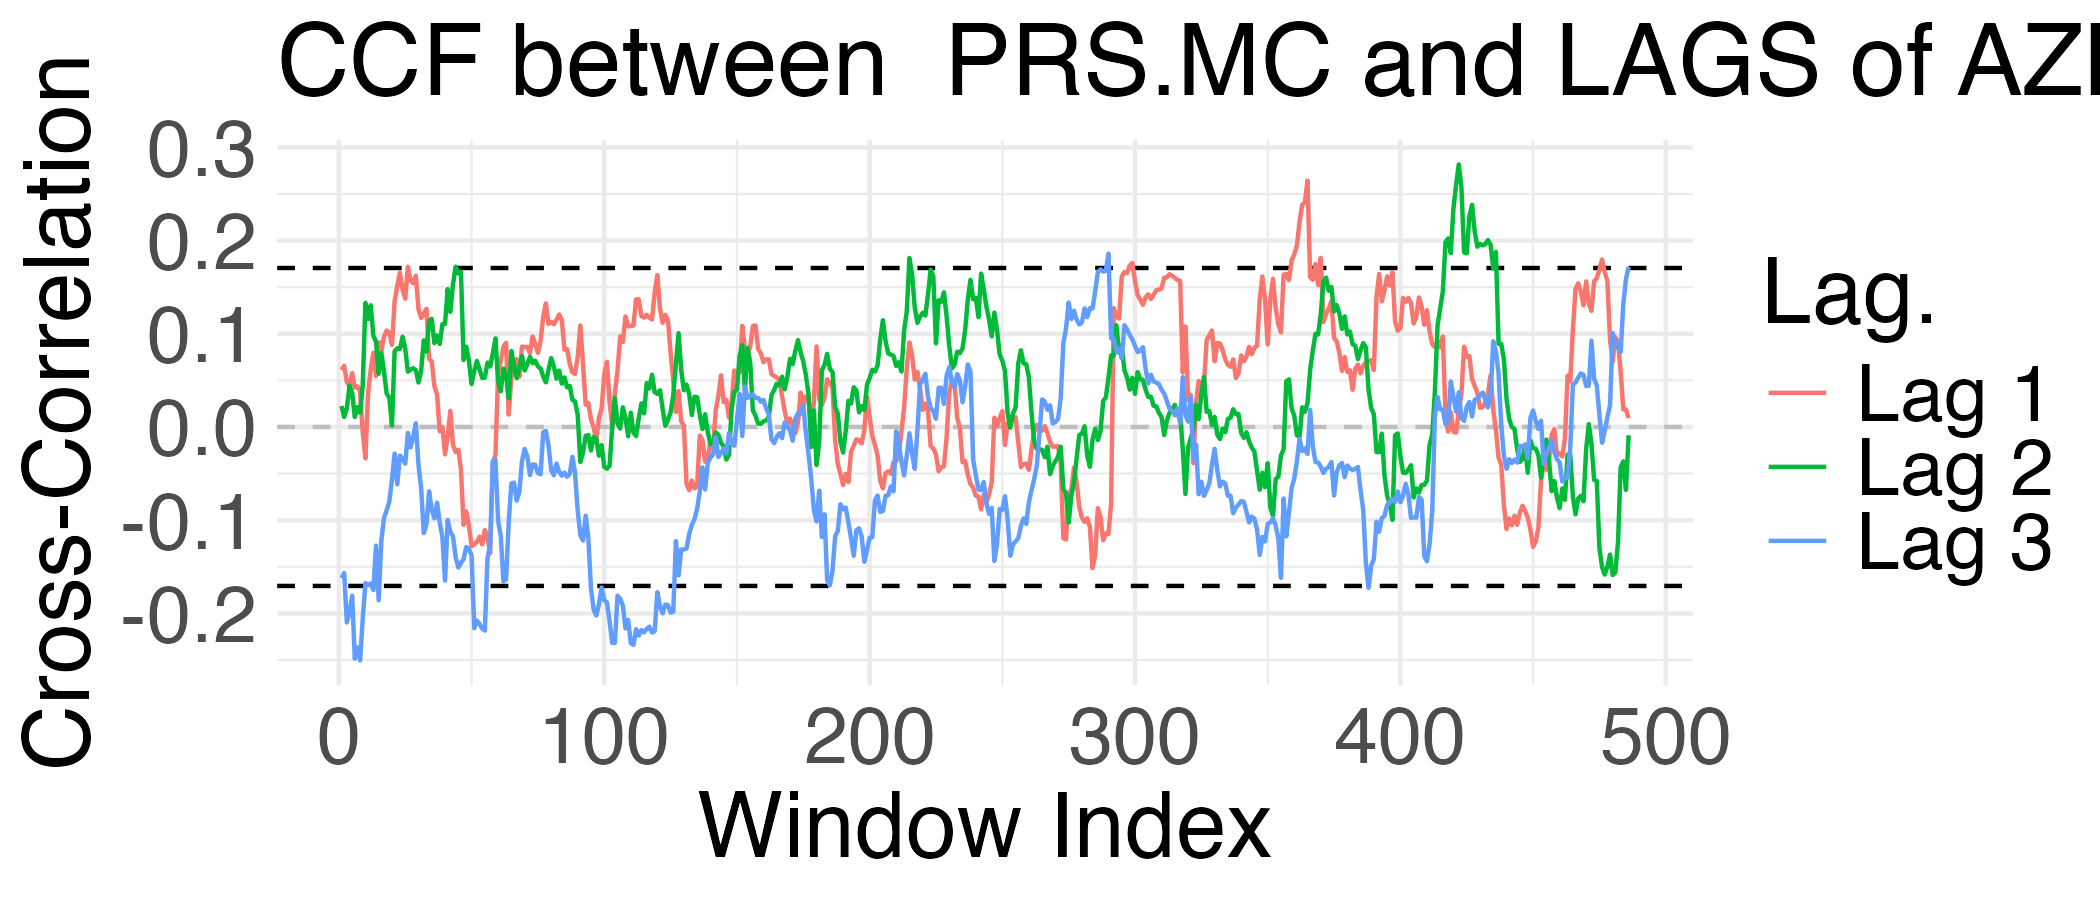 CCF between  PRS.MC and LAGS of AZ
Cross-Correlation
0.3
0.2
0.1
0.0
-0.1
-0.2
0
100
200
300
400
500
Window Index
Lag.
Lag 1
Lag 2
Lag 3